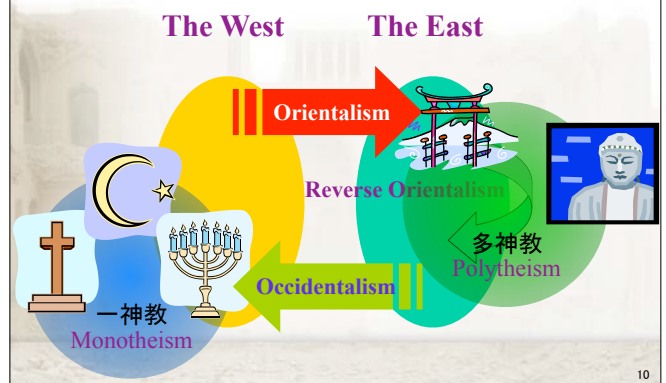 The West
The East
Orientalism
Reverse Orientalism
多神教
Polytheism
Occidentalism
一神教
Monotheism
10